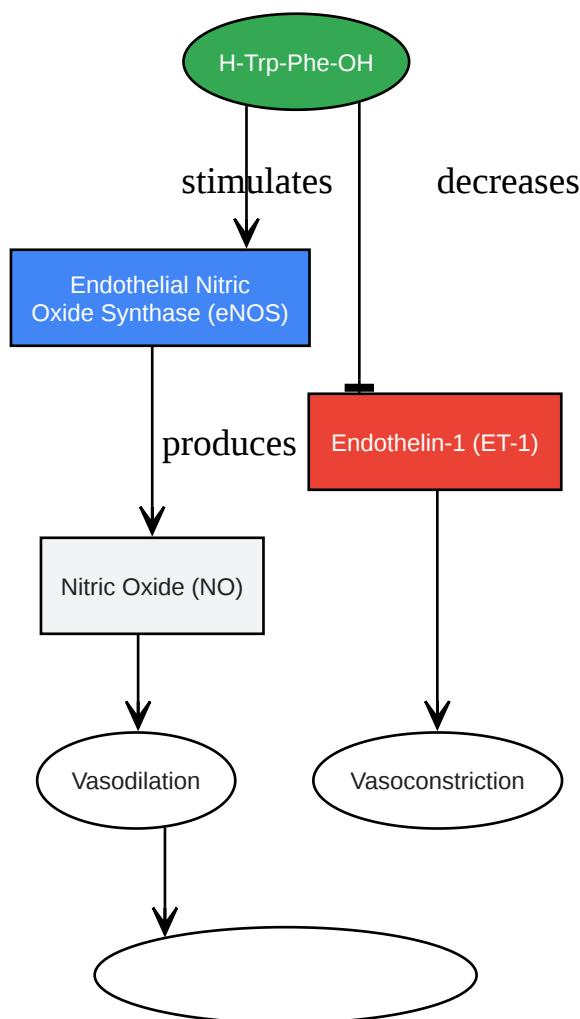 H-Trp-Phe-OH
stimulates
decreases
Endothelial Nitric
Oxide Synthase (eNOS)
produces
Endothelin-1 (ET-1)
Nitric Oxide (NO)
Vasodilation
Vasoconstriction